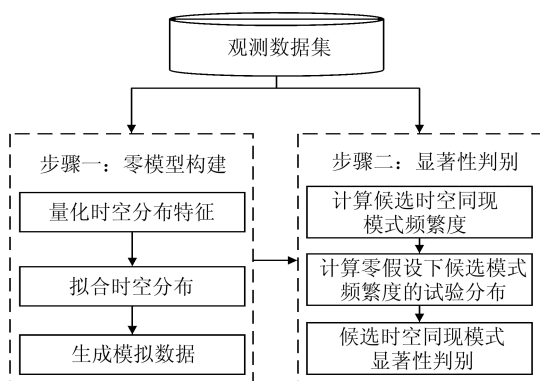 观测数据集
步骤一：零模型构建
量化时空分布特征
拟合时空分布
生成模拟数据
步骤二：显著性判别
计算候选时空同现
模式频繁度
计算零假设下候选模式
频繁度的试验分布
候选时空同现模式
显著性判别